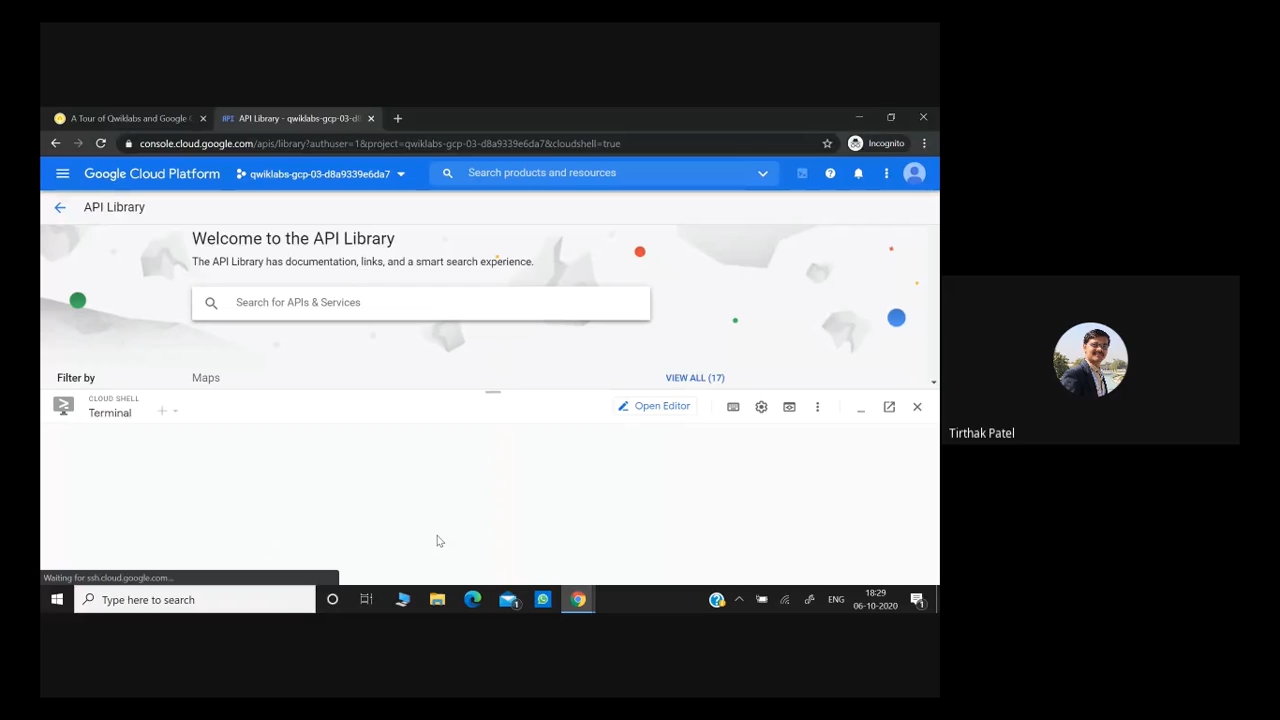 A Tour of Qwiklabs and Google C
API API Library - qwiklabs-gcp-03-d8
console.cloud.google.com/apis/library?authuser=1&project=qwiklabs-gcp-03-d8a9339e6da7&cloudshell=true
Incognito
Google Cloud Platform
qwiklabs-gcp-03-d8a9339e6da7
Search products and resources
API Library
Welcome to the API Library
The API Library has documentation, links, and a smart search experience.
Search for APIs & Services
Filter by
Maps
VIEW ALL (17)
CLOUD SHELL
Terminal
Open Editor
Tirthak Patel
Waiting for ssh.cloud.google.com...
Type here to search
1
ENG
18:29
06-10-2020
1